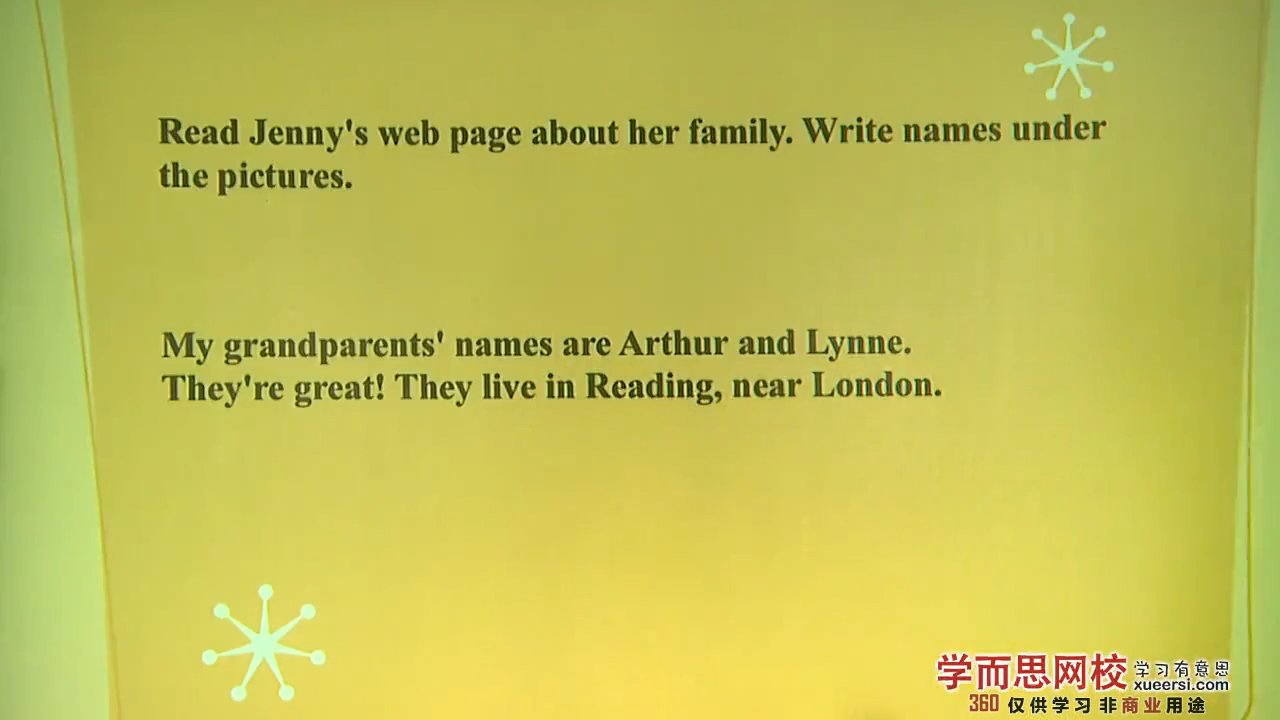 Read Jenny's web page about her family. Write names under
the pictures.
My grandparents' names are Arthur and Lynne.
They're great! They live in Reading, near London.
学而思网校 学习有意思
xueersi.com
360 仅供学习 非商业用途